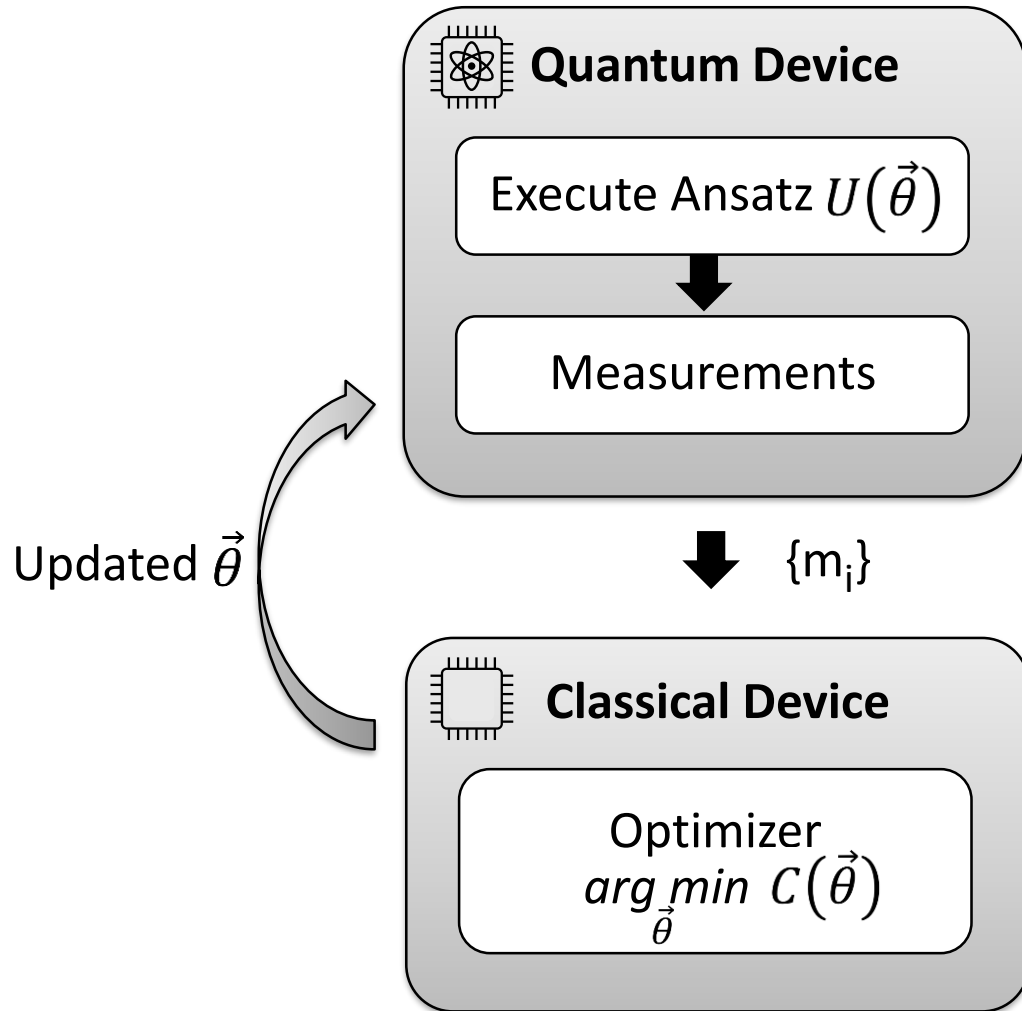 Quantum Device
Execute Ansatz U(θ⃗)
Measurements
Updated θ⃗
{mᵢ}
Classical Device
Optimizer
arg min C(θ⃗)
θ⃗